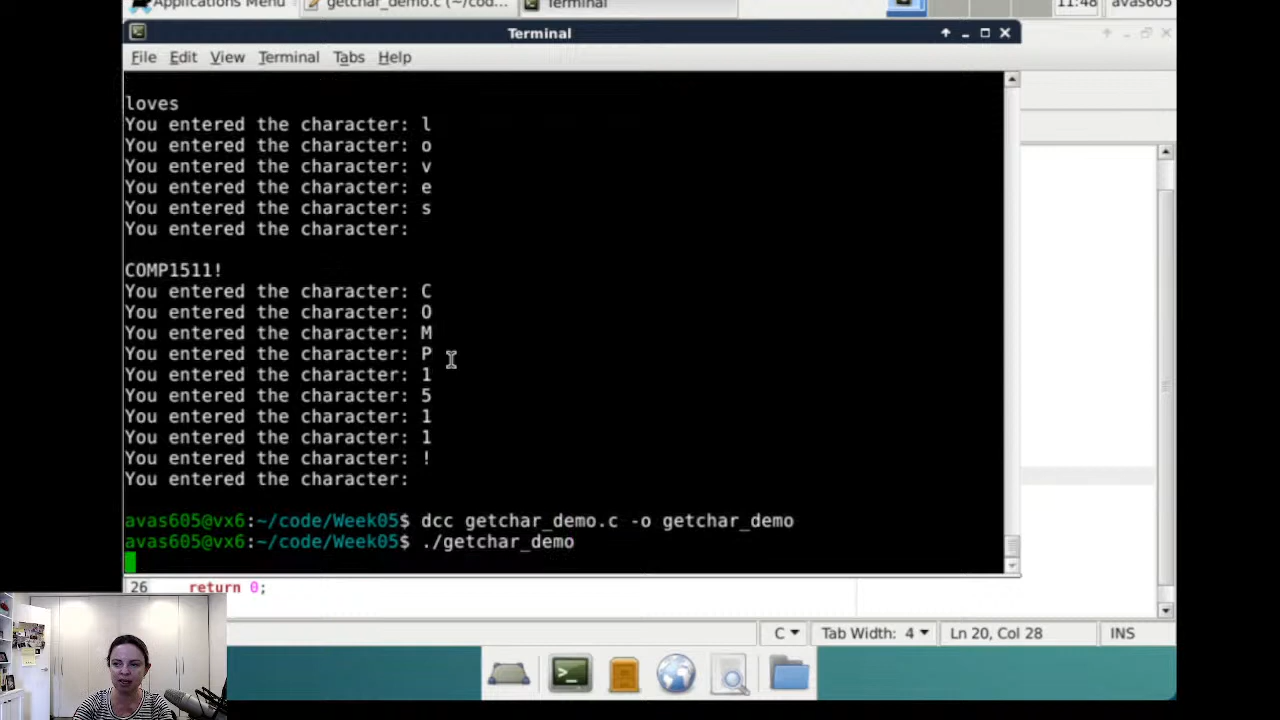 Applications Menu getchar_demo.c (~/cod... Terminal 11:48 avas605
Terminal
File Edit View Terminal Tabs Help
loves
You entered the character: l
You entered the character: o
You entered the character: v
You entered the character: e
You entered the character: s
You entered the character:
COMP1511!
You entered the character: C
You entered the character: O
You entered the character: M
You entered the character: P
You entered the character: 1
You entered the character: 5
You entered the character: 1
You entered the character: 1
You entered the character: !
You entered the character:
avas605@vx6:~/code/Week05$ dcc getchar_demo.c -o getchar_demo
avas605@vx6:~/code/Week05$ ./getchar_demo
26 return 0;
C Tab Width: 4 Ln 20, Col 28 INS